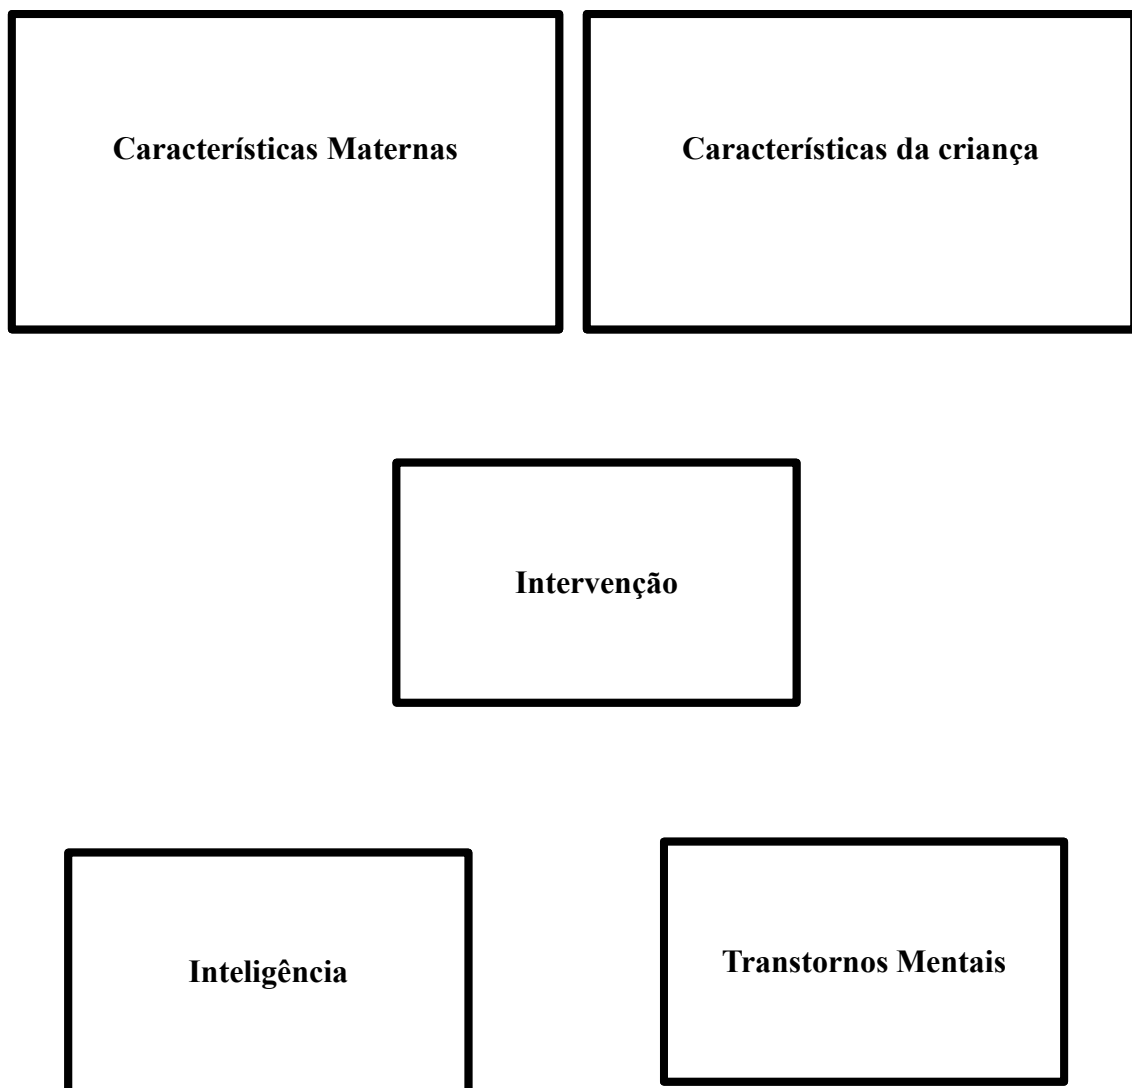 Características Maternas
Características da criança
Intervenção
Inteligência
Transtornos Mentais